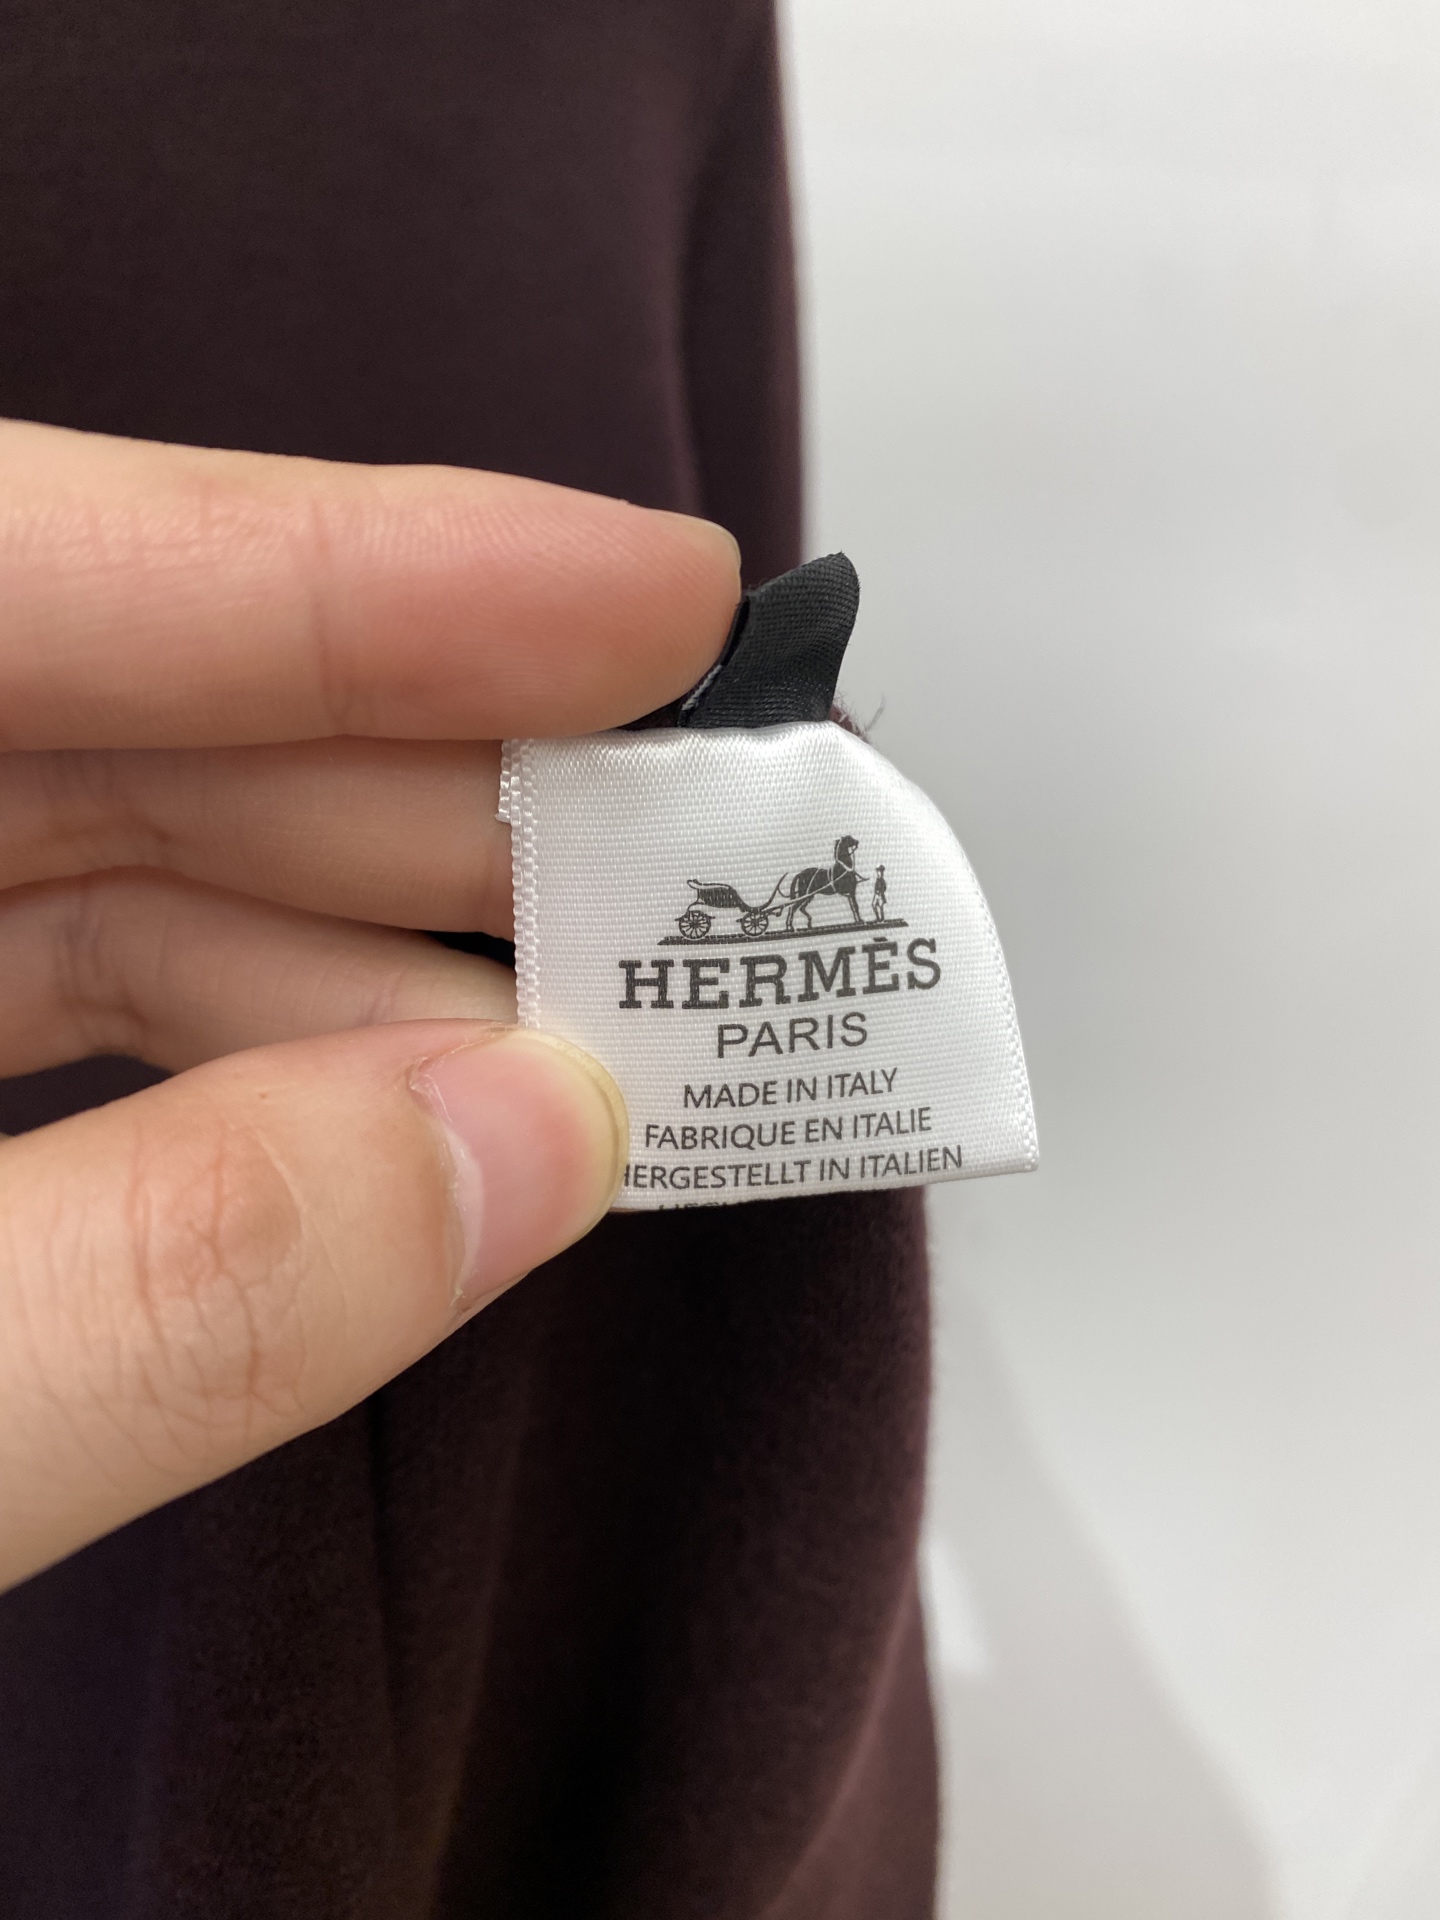 HERMÈS
PARIS
MADE IN ITALY
FABRIQUE EN ITALIE
HERGESTELLT IN ITALIEN